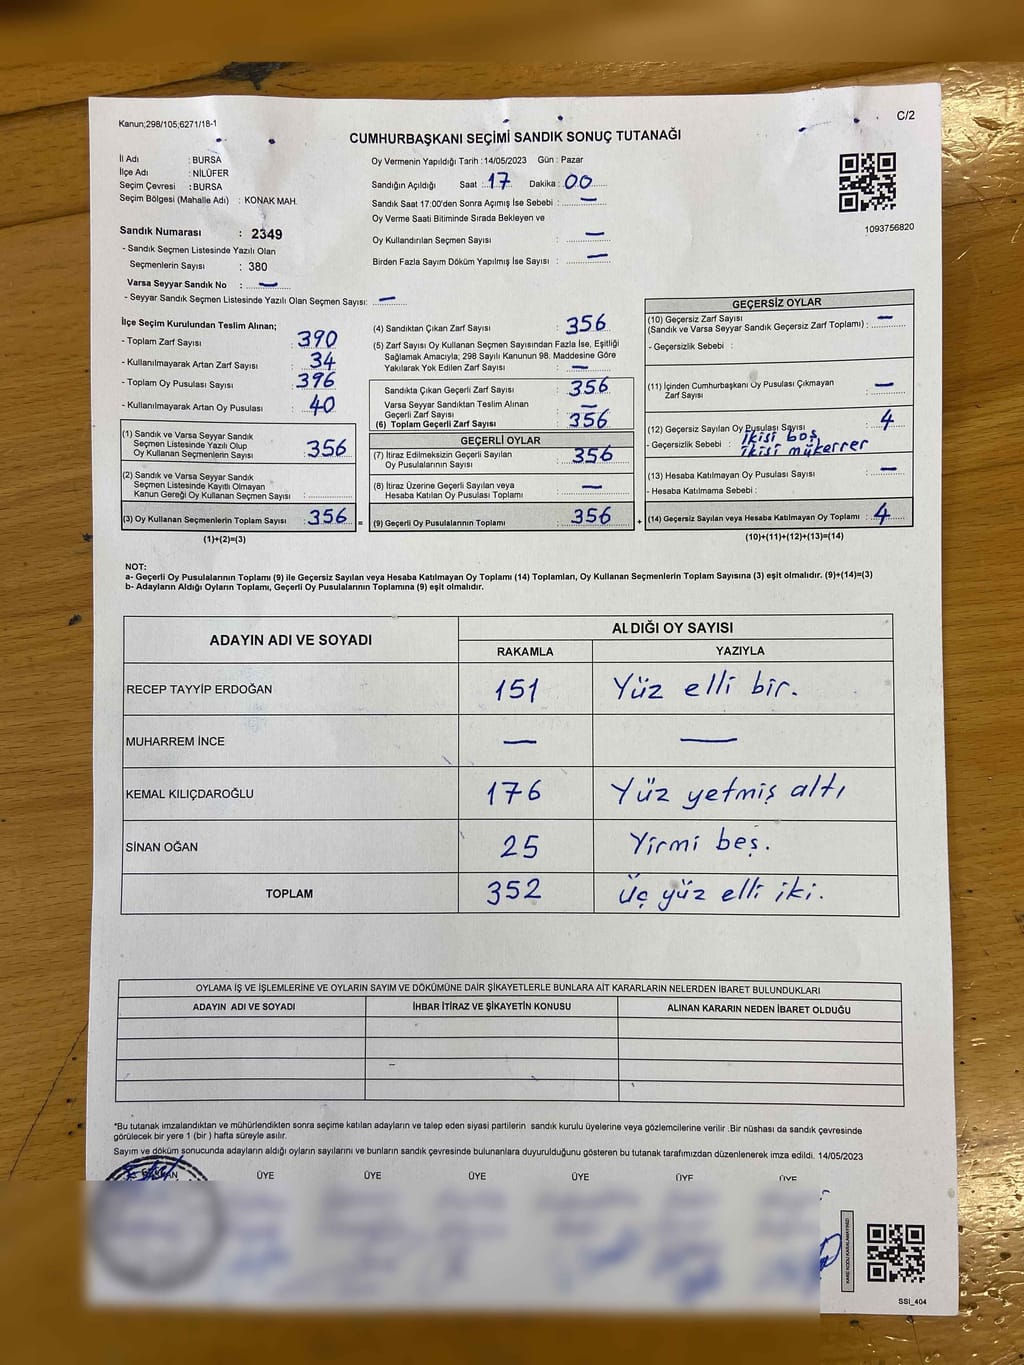 Kanun;298/105;6271/18-1
C/2
CUMHURBAŞKANI SEÇİMİ SANDIK SONUÇ TUTANAĞI
İl Adı : BURSA
İlçe Adı : NİLÜFER
Seçim Çevresi : BURSA
Seçim Bölgesi (Mahalle Adı) : KONAK MAH.
Sandık Numarası : 2349
- Sandık Seçmen Listesinde Yazılı Olan
Seçmenlerin Sayısı : 380
Varsa Seyyar Sandık No : —
- Seyyar Sandık Seçmen Listesinde Yazılı Olan Seçmen Sayısı: —
Oy Vermenin Yapıldığı Tarih :14/05/2023 Gün : Pazar
Sandığın Açıldığı Saat :17 Dakika :00
Sandık Saat 17:00'den Sonra Açımış İse Sebebi : —
Oy Verme Saati Bitiminde Sırada Bekleyen ve
Oy Kullandırılan Seçmen Sayısı : —
Birden Fazla Sayım Döküm Yapılmış İse Sayısı : —
1093756820
İlçe Seçim Kurulundan Teslim Alınan;
- Toplam Zarf Sayısı : 390
- Kullanılmayarak Artan Zarf Sayısı : 34
- Toplam Oy Pusulası Sayısı : 396
- Kullanılmayarak Artan Oy Pusulası : 40
(1) Sandık ve Varsa Seyyar Sandık
Seçmen Listesinde Yazılı Olup
Oy Kullanan Seçmenlerin Sayısı : 356
(2) Sandık ve Varsa Seyyar Sandık
Seçmen Listesinde Kayıtlı Olmayan
Kanun Gereği Oy Kullanan Seçmen Sayısı :
(3) Oy Kullanan Seçmenlerin Toplam Sayısı : 356 =
(1)+(2)=(3)
(4) Sandıktan Çıkan Zarf Sayısı : 356
(5) Zarf Sayısı Oy Kullanan Seçmen Sayısından Fazla İse, Eşitliği
Sağlamak Amacıyla; 298 Sayılı Kanunun 98. Maddesine Göre
Yakılarak Yok Edilen Zarf Sayısı : —
Sandıkta Çıkan Geçerli Zarf Sayısı : 356
Varsa Seyyar Sandıktan Teslim Alınan
Geçerli Zarf Sayısı : —
(6) Toplam Geçerli Zarf Sayısı : 356
GEÇERLİ OYLAR
(7) İtiraz Edilmeksizin Geçerli Sayılan
Oy Pusulalarının Sayısı : 356
(8) İtiraz Üzerine Geçerli Sayılan veya
Hesaba Katılan Oy Pusulası Toplamı : —
(9) Geçerli Oy Pusulalarının Toplamı : 356 +
GEÇERSİZ OYLAR
(10) Geçersiz Zarf Sayısı
(Sandık ve Varsa Seyyar Sandık Geçersiz Zarf Toplamı) : —
- Geçersizlik Sebebi :
(11) İçinden Cumhurbaşkanı Oy Pusulası Çıkmayan
Zarf Sayısı : —
(12) Geçersiz Sayılan Oy Pusulası Sayısı : 4
- Geçersizlik Sebebi : ikisi boş,
ikisi mükerrer
(13) Hesaba Katılmayan Oy Pusulası Sayısı : —
- Hesaba Katılmama Sebebi :
(14) Geçersiz Sayılan veya Hesaba Katılmayan Oy Toplamı : 4
(10)+(11)+(12)+(13)=(14)
NOT:
a- Geçerli Oy Pusulalarının Toplamı (9) ile Geçersiz Sayılan veya Hesaba Katılmayan Oy Toplamı (14) Toplamları, Oy Kullanan Seçmenlerin Toplam Sayısına (3) eşit olmalıdır. (9)+(14)=(3)
b- Adayların Aldığı Oyların Toplamı, Geçerli Oy Pusulalarının Toplamına (9) eşit olmalıdır.
ADAYIN ADI VE SOYADI
ALDIĞI OY SAYISI
RAKAMLA YAZIYLA
RECEP TAYYİP ERDOĞAN 151 Yüz elli bir.
MUHARREM İNCE — —
KEMAL KILIÇDAROĞLU 176 Yüz yetmiş altı
SİNAN OĞAN 25 Yirmi beş.
TOPLAM 352 Üç yüz elli iki.
OYLAMA İŞ VE İŞLEMLERİNE VE OYLARIN SAYIM VE DÖKÜMÜNE DAİR ŞİKAYETLERLE BUNLARA AİT KARARLARIN NELERDEN İBARET BULUNDUKLARI
ADAYIN ADI VE SOYADI İHBAR İTİRAZ VE ŞİKAYETİN KONUSU ALINAN KARARIN NEDEN İBARET OLDUĞU
*Bu tutanak imzalandıktan ve mühürlendikten sonra seçime katılan adayların ve talep eden siyasi partilerin sandık kurulu üyelerine veya gözlemcilerine verilir .Bir nüshası da sandık çevresinde
görülecek bir yere 1 (bir ) hafta süreyle asılır.
Sayım ve döküm sonucunda adayların aldığı oyların sayılarını ve bunların sandık çevresinde bulunanlara duyurulduğunu gösteren bu tutanak tarafımızdan düzenlenerek imza edildi. 14/05/2023
ÜYE ÜYE ÜYE ÜYE ÜYE ÜYE
SSI_404